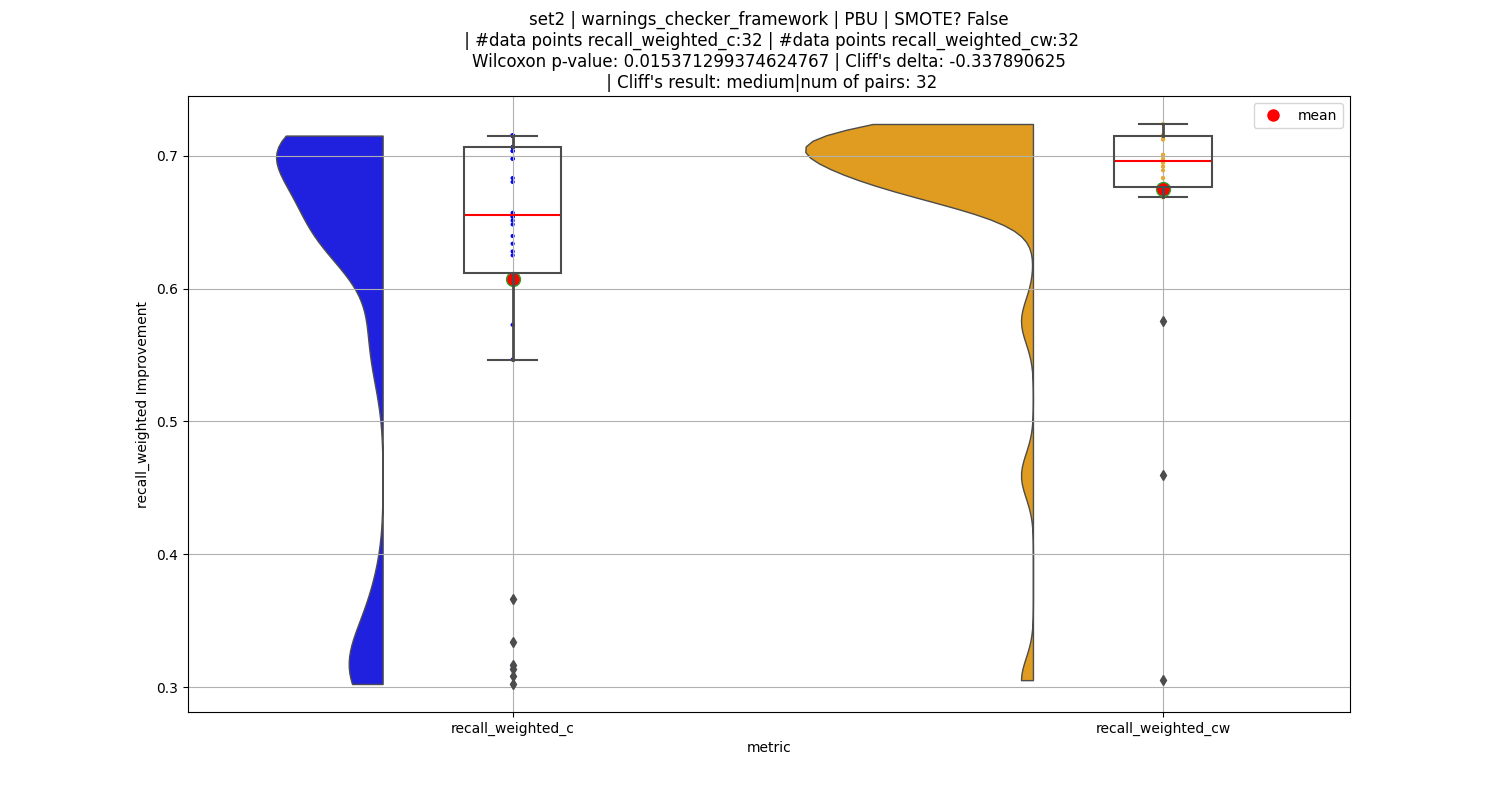 set2 | warnings_checker_framework | PBU | SMOTE? False
| #data points recall_weighted_c:32 | #data points recall_weighted_cw:32
Wilcoxon p-value: 0.015371299374624767 | Cliff's delta: -0.337890625
| Cliff's result: medium|num of pairs: 32
mean
0.7
0.6
0.5
0.4
0.3
recall_weighted Improvement
recall_weighted_c
recall_weighted_cw
metric